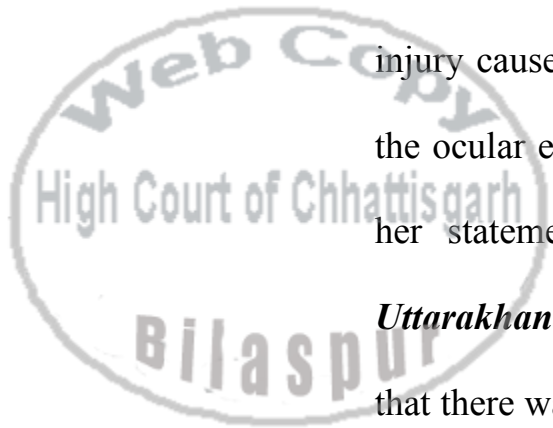 injury cause
the ocular e
her stateme
Uttarakhan
that there wa
Web Copy
High Court of Chhattisgarh
Bilaspur